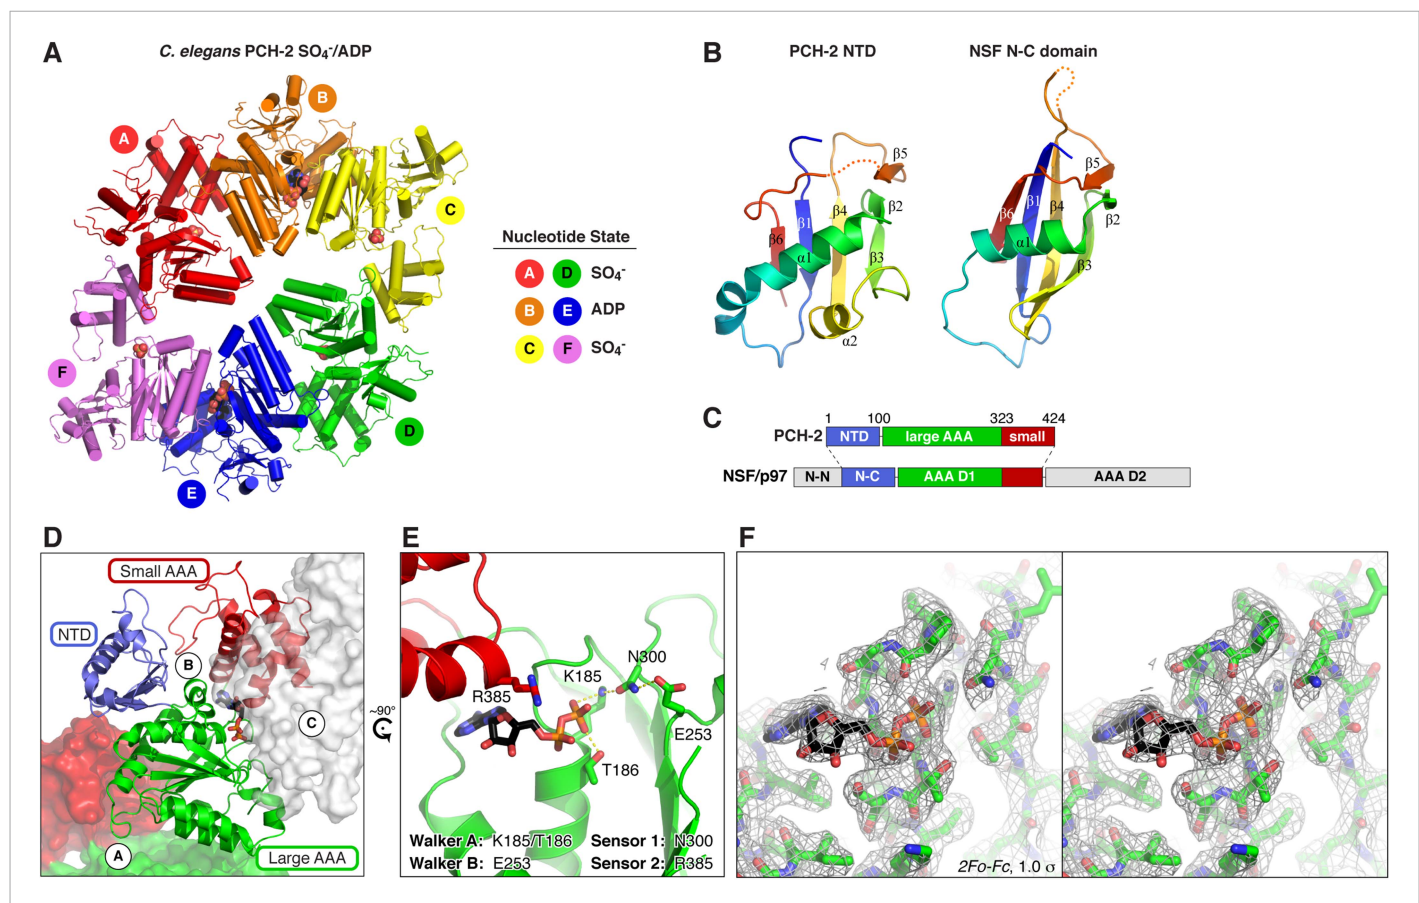 A
C. elegans PCH-2 SO4-/ADP
A
B
C
D
E
F
Nucleotide State
A D SO4-
B E ADP
C F SO4-
B
PCH-2 NTD
NSF N-C domain
β5
β2
β4
β1
β6
α1
β3
α2
β5
β1
β4
β6
β2
α1
β3
C
1 100 323 424
PCH-2 NTD large AAA small
NSF/p97 N-N N-C AAA D1 AAA D2
D
Small AAA
NTD
B
C
A
Large AAA
~90°
E
N300
K185
R385
E253
T186
Walker A: K185/T186 Sensor 1: N300
Walker B: E253 Sensor 2: R385
F
2Fo-Fc, 1.0 σ